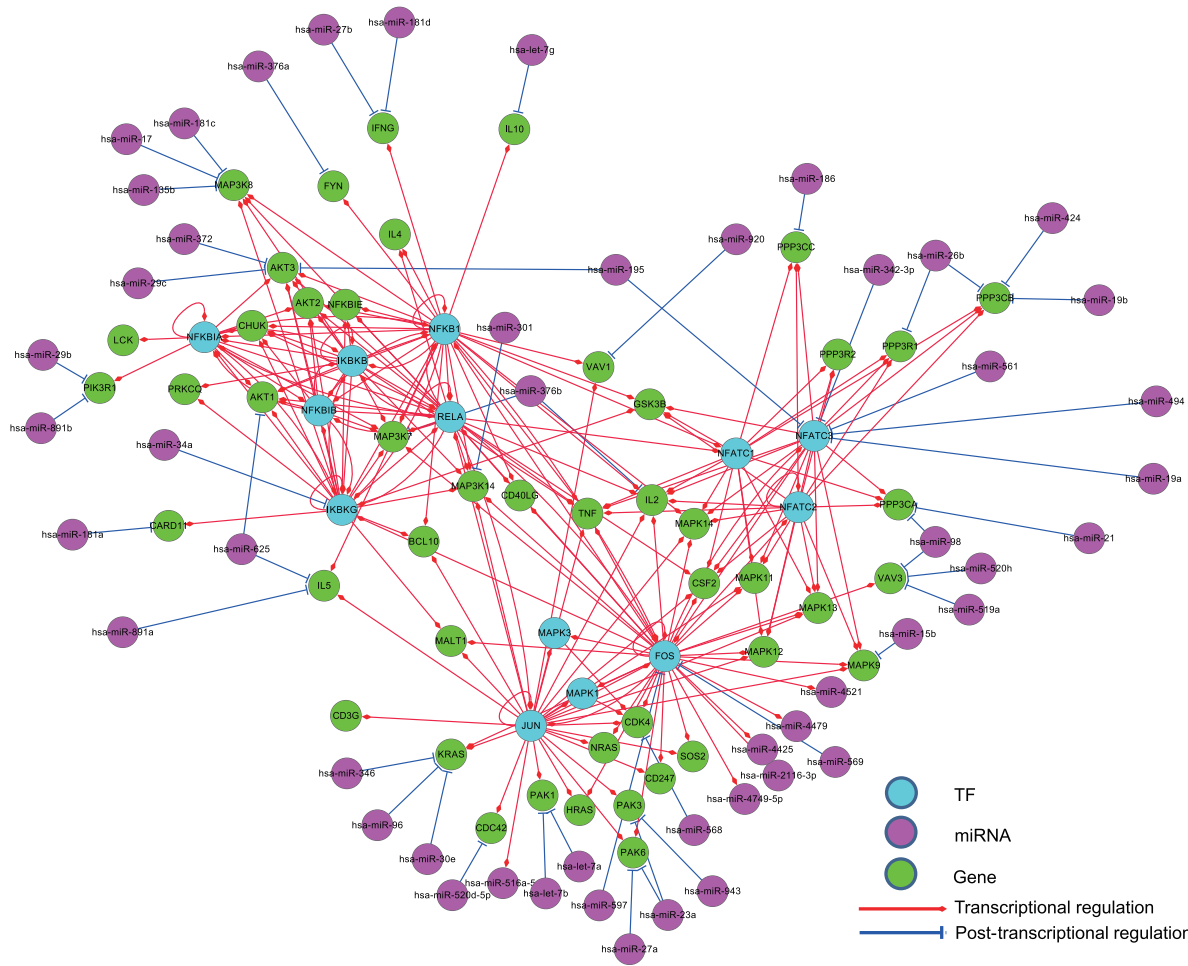 hsa-miR-181d
hsa-miR-27b
hsa-let-7g
hsa-miR-376a
hsa-miR-181c
IFNG
IL10
hsa-miR-17
hsa-miR-186
MAP3K8
FYN
hsa-miR-135b
hsa-miR-424
IL4
hsa-miR-372
hsa-miR-920
PPP3CC
hsa-miR-26b
AKT3
hsa-miR-195
hsa-miR-342-3p
hsa-miR-29c
PPP3CB
hsa-miR-19b
AKT2
NFKBIE
CHUK
NFKB1
hsa-miR-301
LCK
NFKBIA
PPP3R1
hsa-miR-29b
IKBKB
PPP3R2
VAV1
hsa-miR-561
PIK3R1
PRKCQ
AKT1
hsa-miR-376b
hsa-miR-494
NFKBIB
RELA
GSK3B
hsa-miR-891b
MAP3K7
NFATC3
hsa-miR-34a
NFATC1
hsa-miR-19a
MAP3K14
CD40LG
IL2
PPP3CA
IKBKG
TNF
NFATC2
CARD11
MAPK14
hsa-miR-181a
hsa-miR-21
BCL10
hsa-miR-98
hsa-miR-625
hsa-miR-520h
IL5
CSF2
MAPK11
VAV3
MAPK13
hsa-miR-519a
hsa-miR-891a
MALT1
MAPK3
hsa-miR-15b
FOS
MAPK12
MAPK9
MAPK1
hsa-miR-4521
CD3G
JUN
CDK4
hsa-miR-4479
NRAS
hsa-miR-4425
KRAS
SOS2
hsa-miR-569
hsa-miR-346
CD247
hsa-miR-2116-3p
PAK1
HRAS
PAK3
hsa-miR-4749-5p
TF
hsa-miR-96
CDC42
hsa-miR-568
miRNA
hsa-miR-30e
PAK6
hsa-let-7a
Gene
hsa-miR-520d-5p
hsa-miR-516a-5
hsa-let-7b
hsa-miR-943
hsa-miR-597
hsa-miR-23a
Transcriptional regulation
Post-transcriptional regulation
hsa-miR-27a